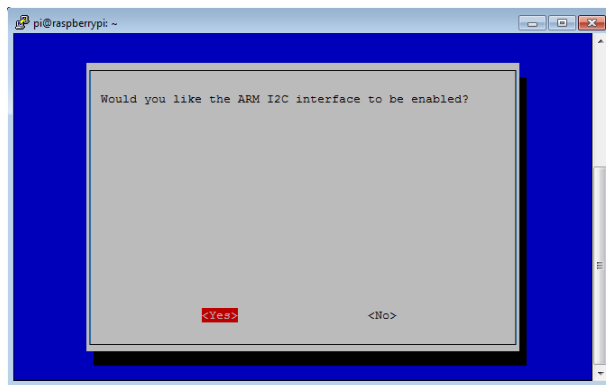 pi@raspberrypi: ~
Would you like the ARM I2C interface to be enabled?
<Yes> <No>